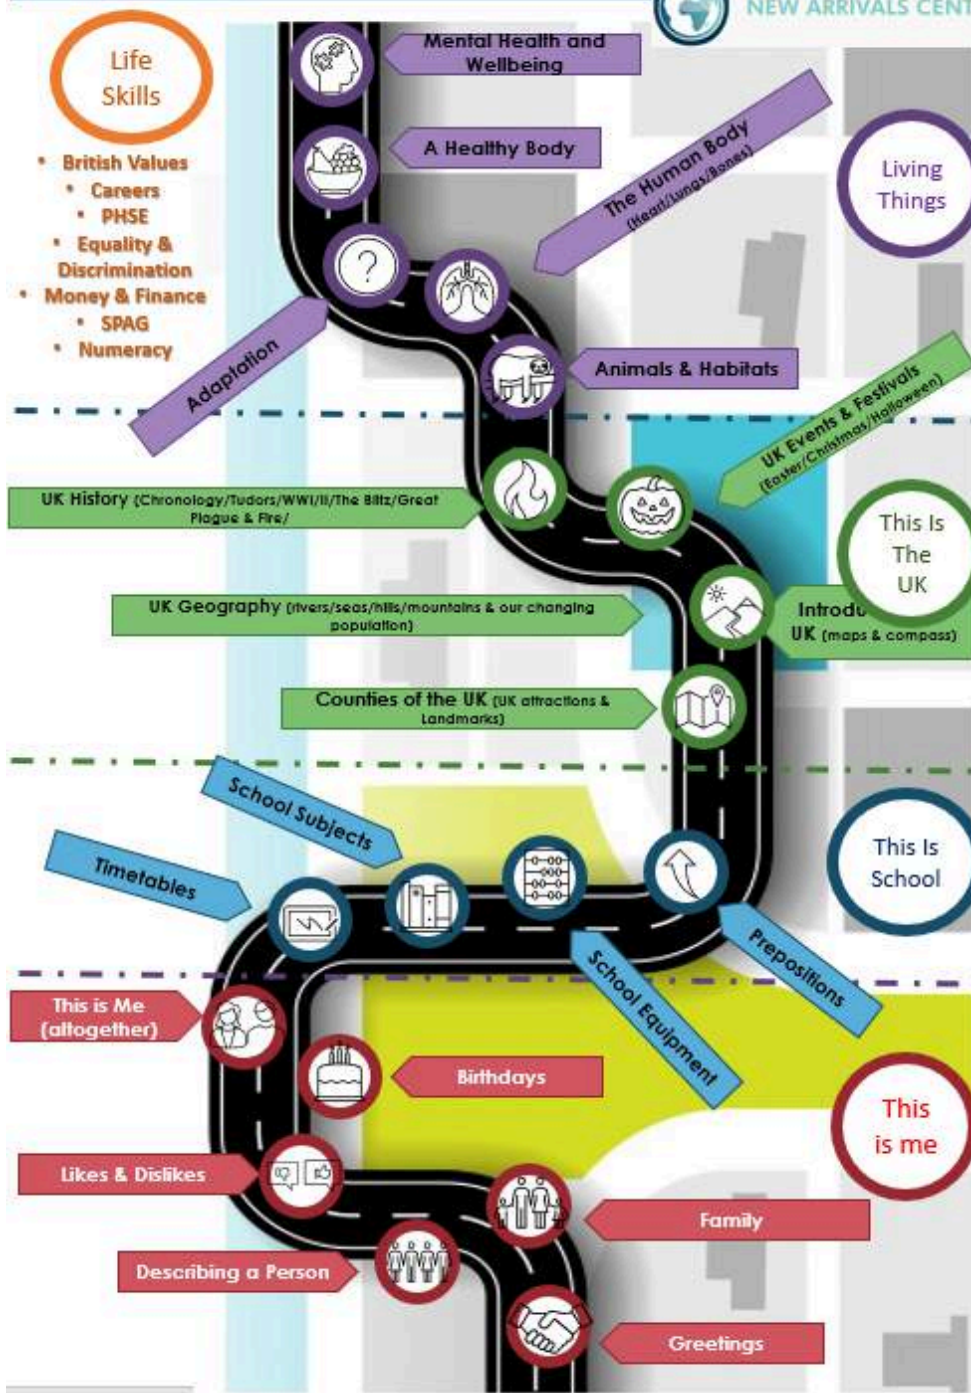 NEW ARRIVALS CENT
Life
Skills
• British Values
• Careers
• PHSE
• Equality &
Discrimination
• Money & Finance
• SPAG
• Numeracy
Mental Health and
Wellbeing
A Healthy Body
The Human Body
(Heart/Lungs/Bones)
Living
Things
?
Adaptation
Animals & Habitats
UK Events & Festivals
(Easter/Christmas/Halloween)
UK History (Chronology/Tudors/WWI/II/The Blitz/Great
Plague & Fire/
This Is
The
UK
UK Geography (rivers/seas/hills/mountains & our changing
population)
Introdu
UK (maps & compass)
Counties of the UK (UK attractions &
Landmarks)
School Subjects
Timetables
This Is
School
Prepositions
School Equipment
This is Me
(altogether)
Birthdays
This
is me
Likes & Dislikes
Family
Describing a Person
Greetings